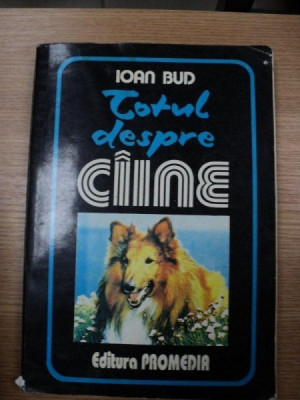 IOAN BUD
Totul
despre
CÎINE
Editura PROMEDIA